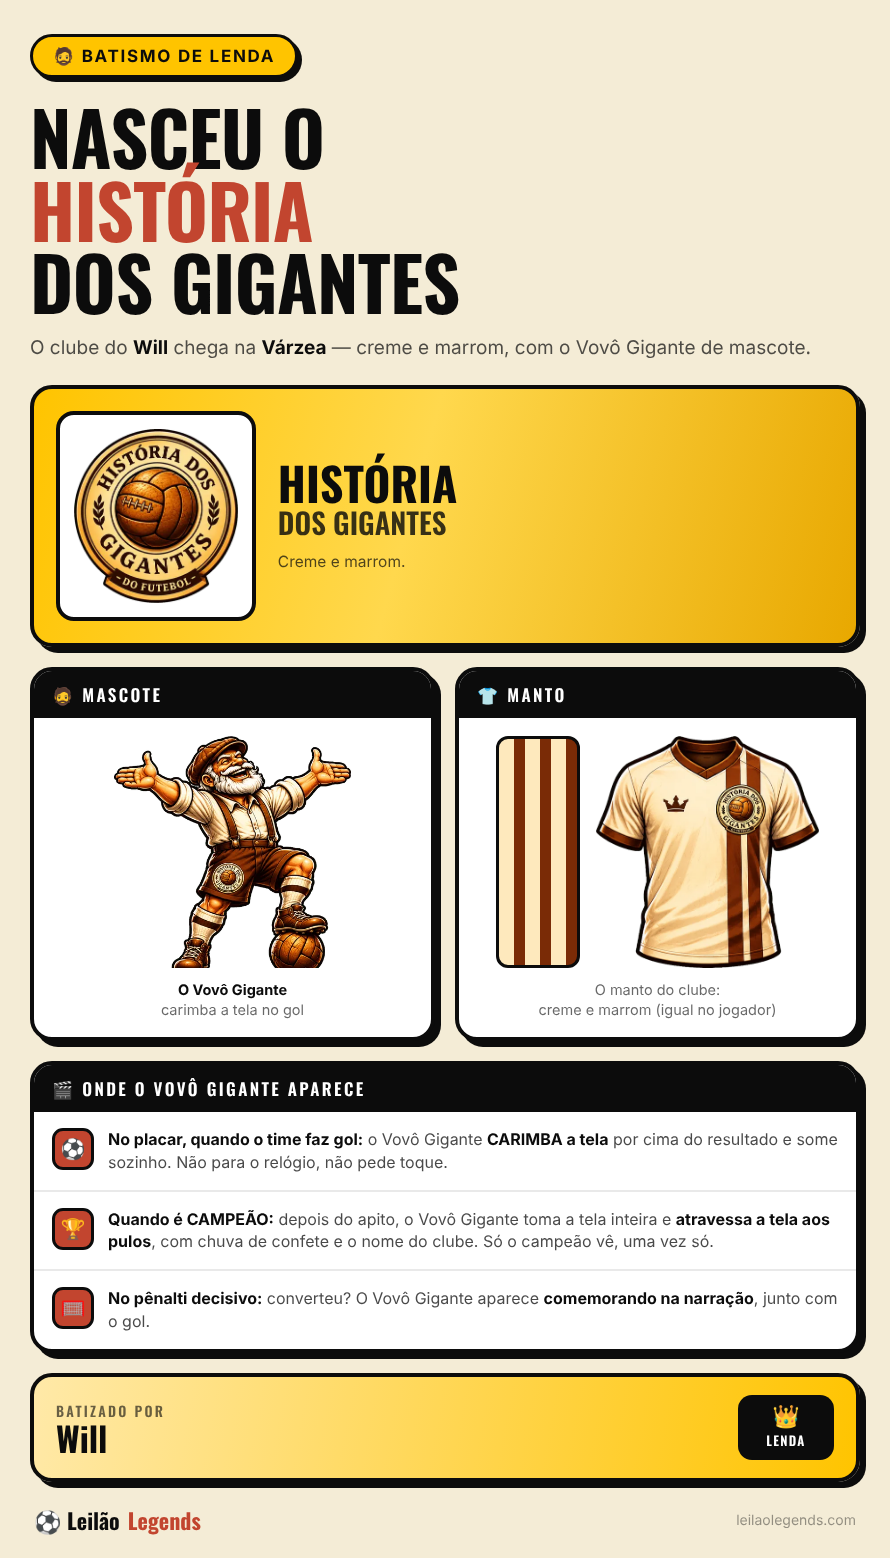 BATISMO DE LENDA
NASCEU O
HISTÓRIA
DOS GIGANTES
O clube do Will chega na Várzea — creme e marrom, com o Vovô Gigante de mascote.
HISTÓRIA DOS
GIGANTES
- DO FUTEBOL -
HISTÓRIA
DOS GIGANTES
Creme e marrom.
MASCOTE
O Vovô Gigante
carimba a tela no gol
MANTO
HISTÓRIA DOS
GIGANTES
O manto do clube:
creme e marrom (igual no jogador)
ONDE O VOVÔ GIGANTE APARECE
No placar, quando o time faz gol: o Vovô Gigante CARIMBA a tela por cima do resultado e some
sozinho. Não para o relógio, não pede toque.
Quando é CAMPEÃO: depois do apito, o Vovô Gigante toma a tela inteira e atravessa a tela aos
pulos, com chuva de confete e o nome do clube. Só o campeão vê, uma vez só.
No pênalti decisivo: converteu? O Vovô Gigante aparece comemorando na narração, junto com
o gol.
BATIZADO POR
Will
LENDA
Leilão Legends
leilaolegends.com